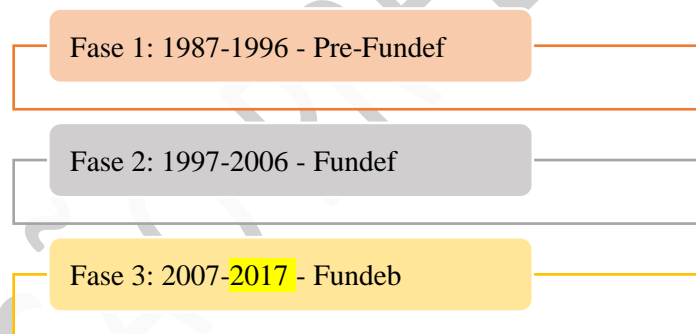 Fase 1: 1987-1996 - Pre-Fundef
Fase 2: 1997-2006 - Fundef
Fase 3: 2007-2017 - Fundeb